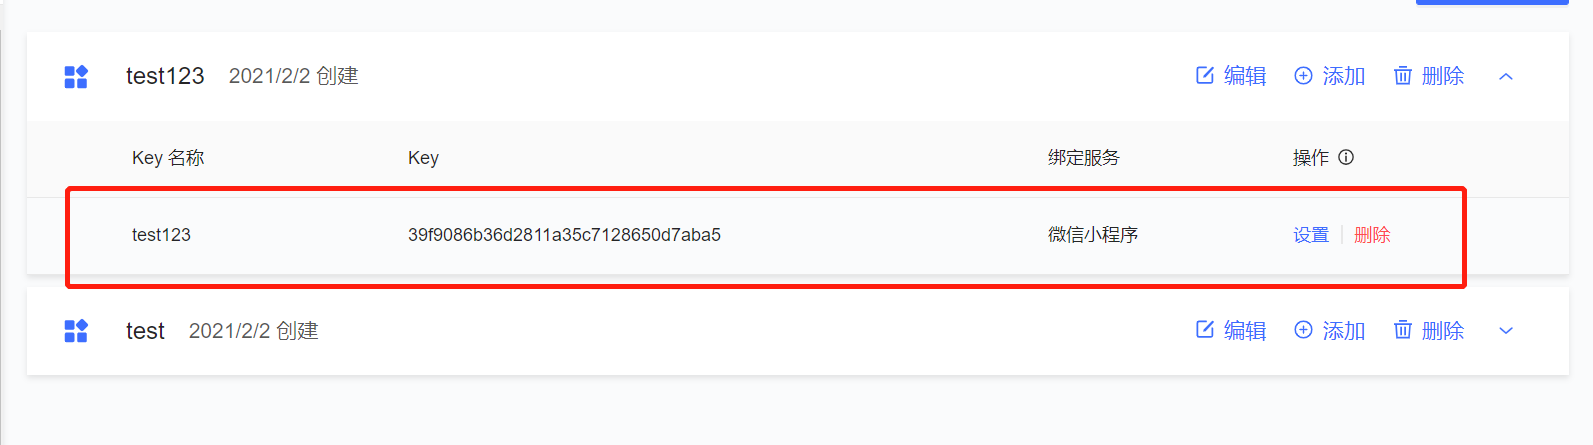 test123 2021/2/2 创建 编辑 添加 删除
Key 名称 Key 绑定服务 操作
test123 39f9086b36d2811a35c7128650d7aba5 微信小程序 设置 删除
test 2021/2/2 创建 编辑 添加 删除